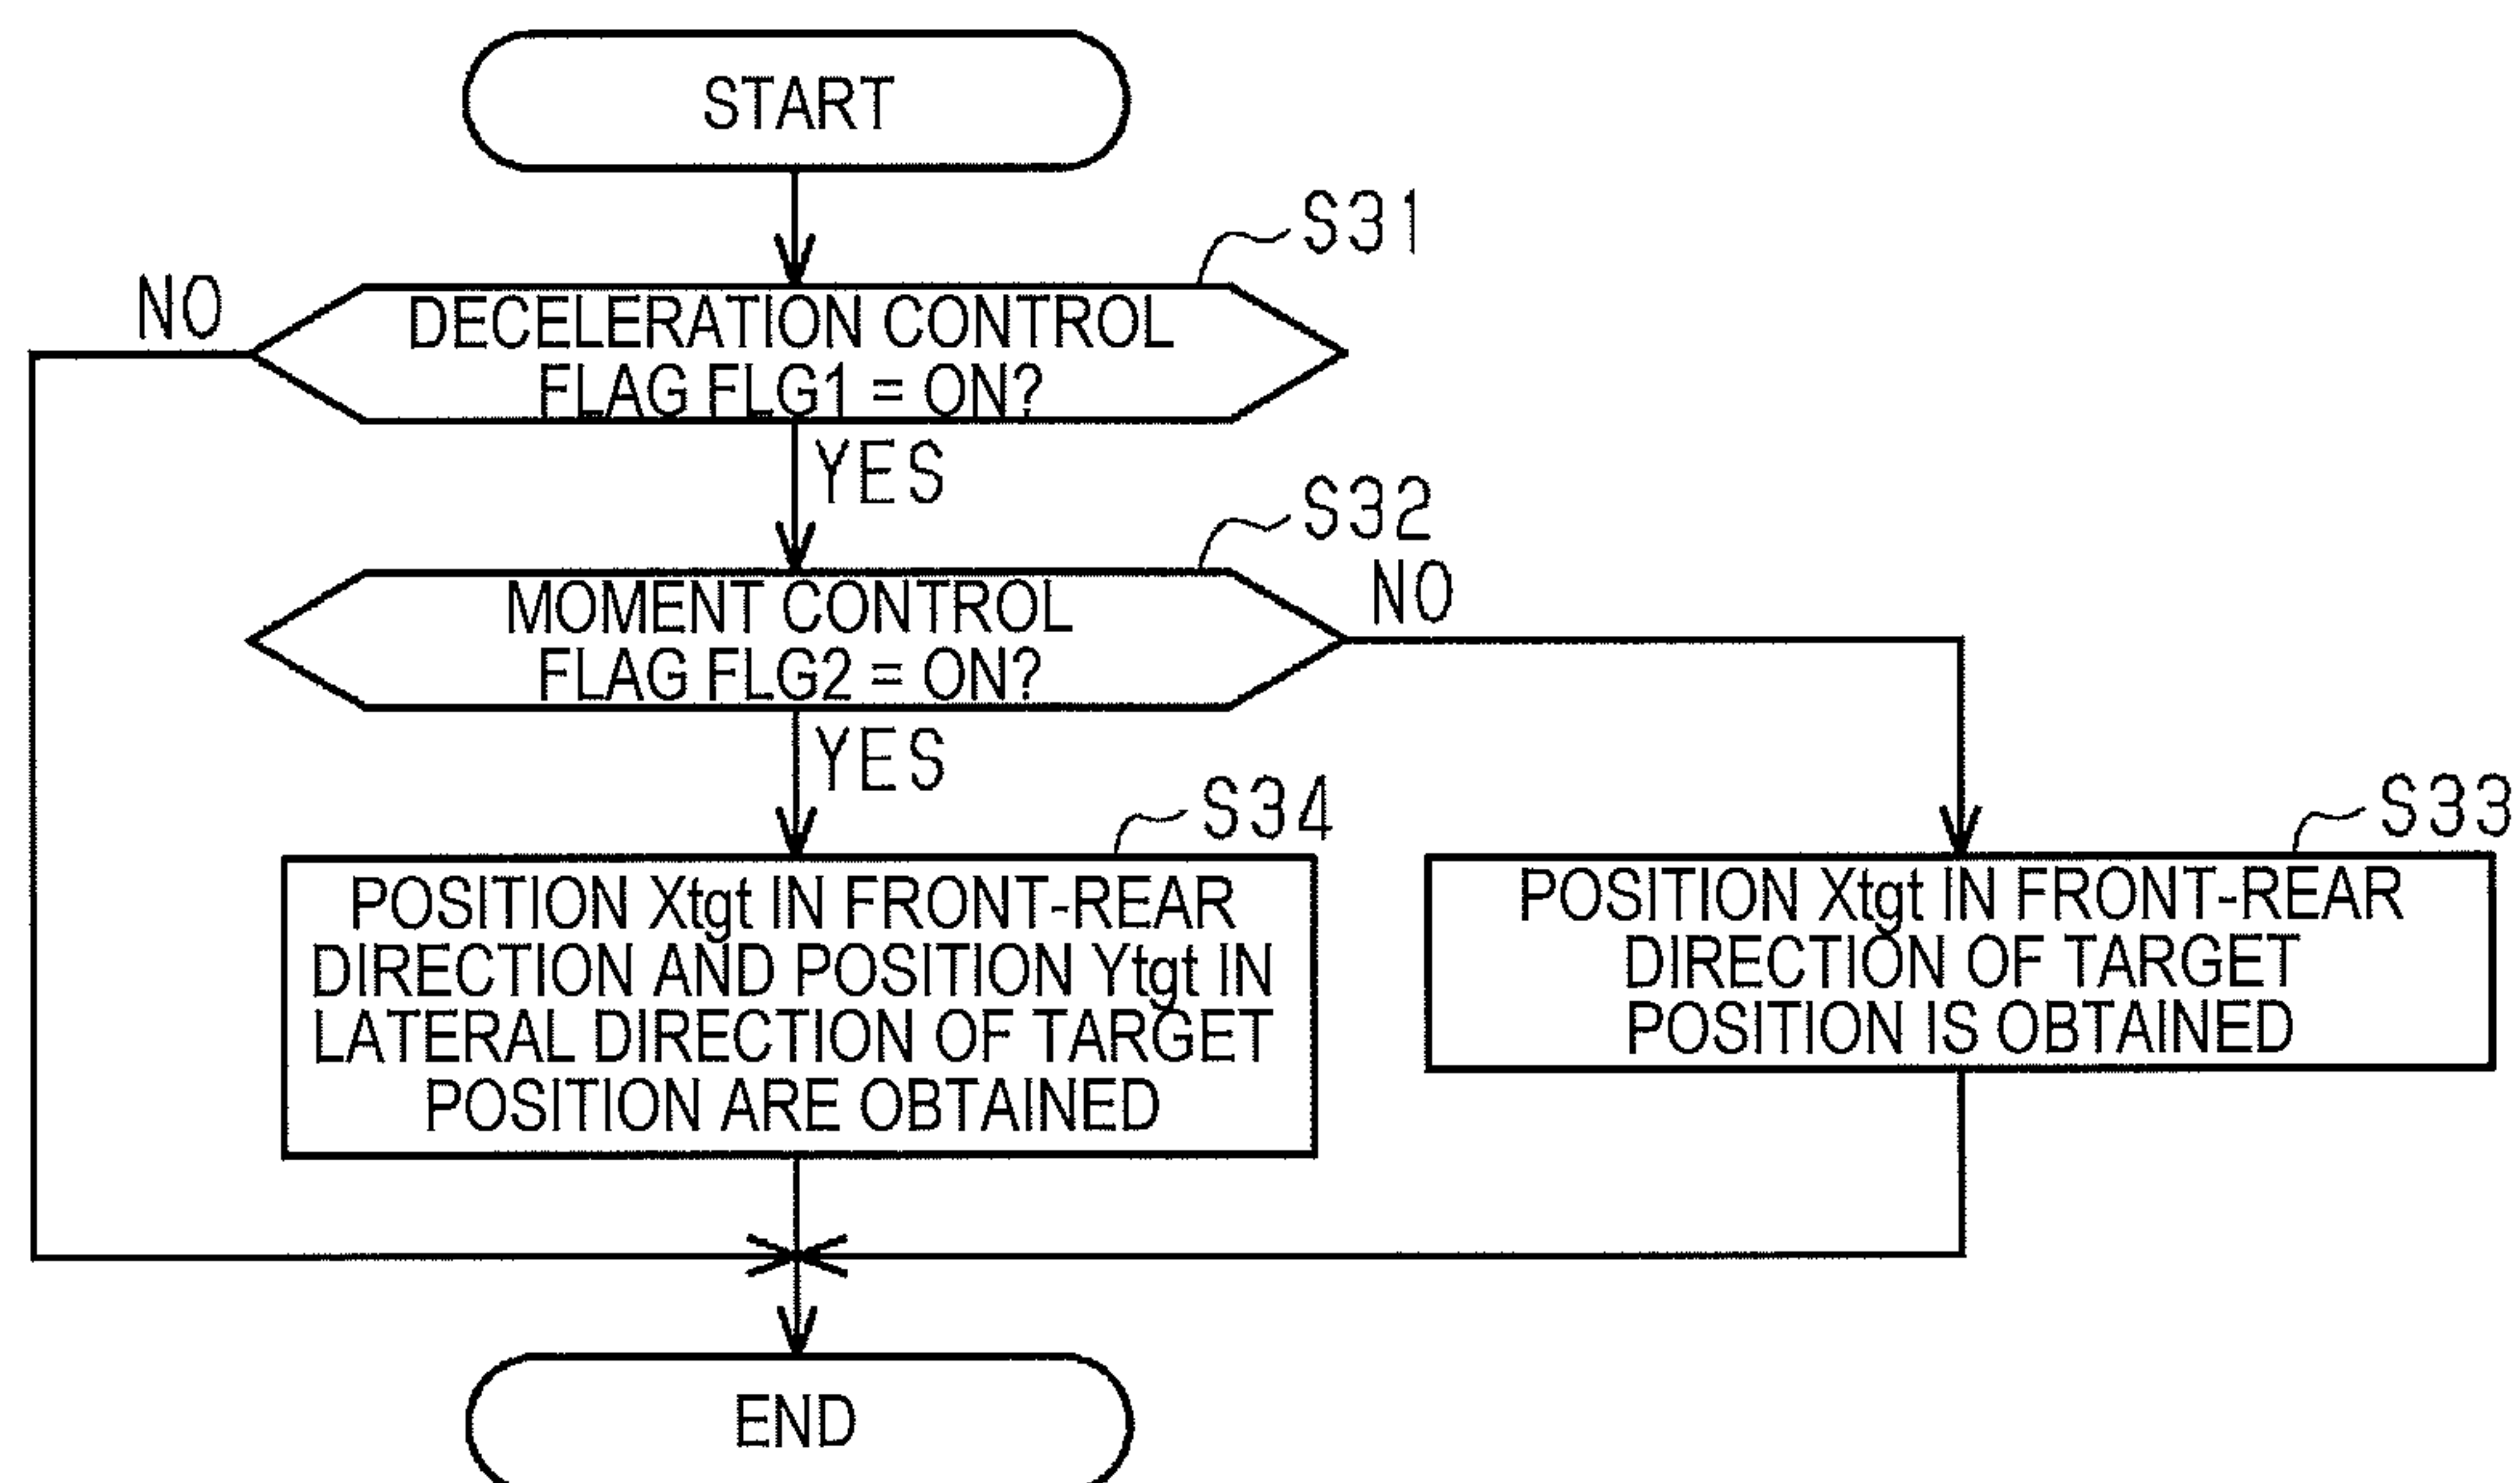 START
S31
NO
DECELERATION CONTROL
FLAG FLG1 = ON?
YES
S32
MOMENT CONTROL
FLAG FLG2 = ON?
NO
YES
S34
POSITION Xtgt IN FRONT-REAR
DIRECTION AND POSITION Ytgt IN
LATERAL DIRECTION OF TARGET
POSITION ARE OBTAINED
S33
POSITION Xtgt IN FRONT-REAR
DIRECTION OF TARGET
POSITION IS OBTAINED
END